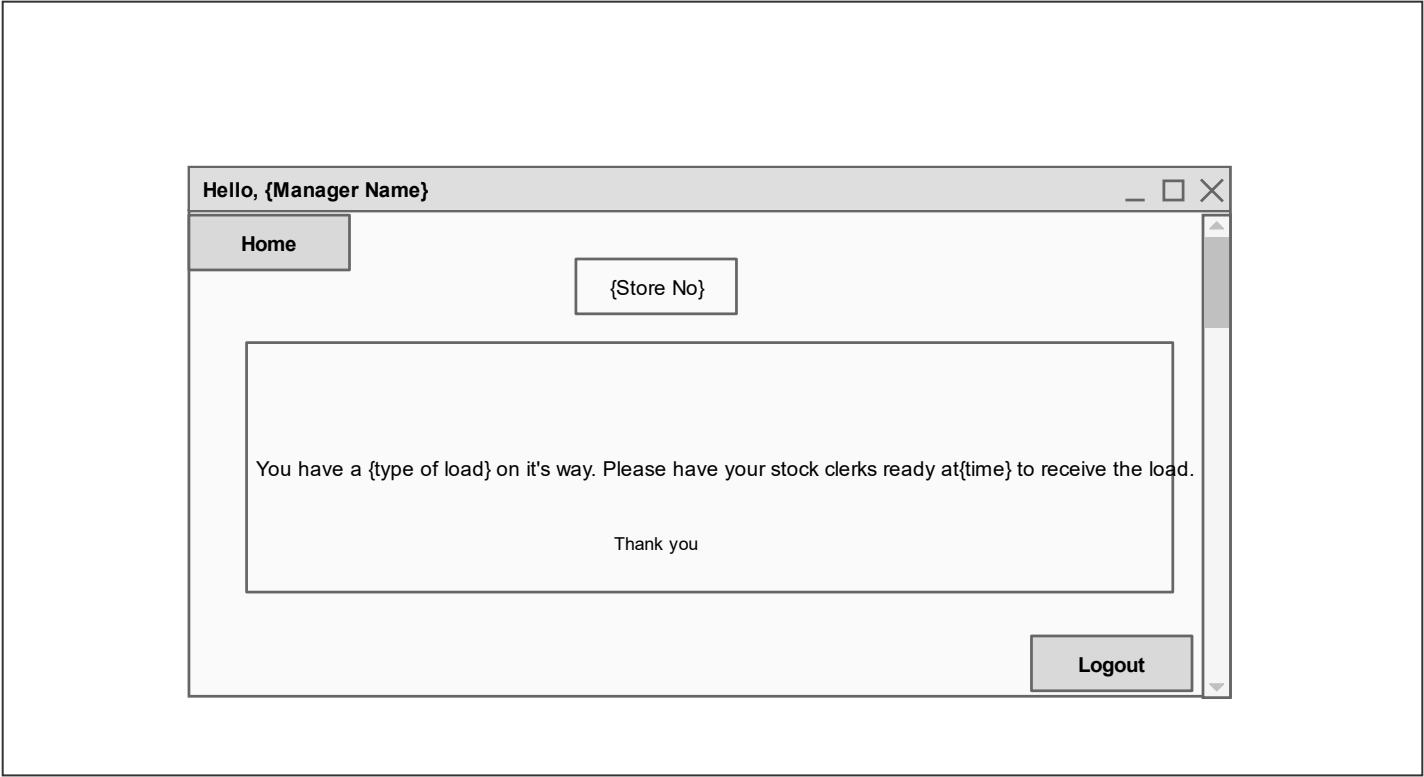 Hello, {Manager Name}
Home
{Store No}
You have a {type of load} on it's way. Please have your stock clerks ready at{time} to receive the load.
Thank you
Logout